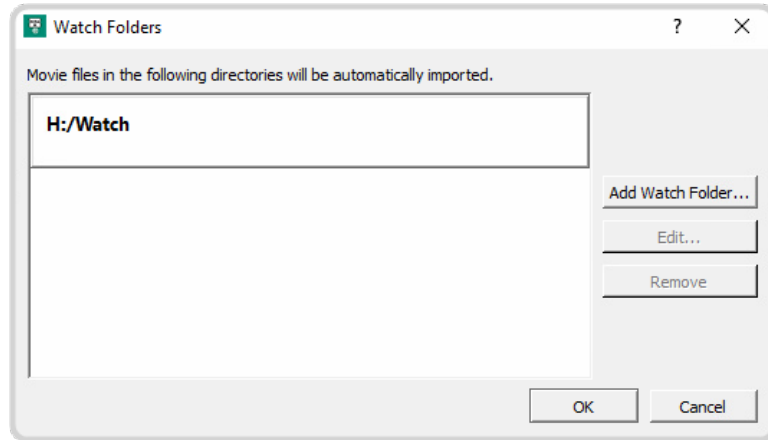 Watch Folders
Movie files in the following directories will be automatically imported.
H:/Watch
Add Watch Folder...
Edit...
Remove
OK
Cancel